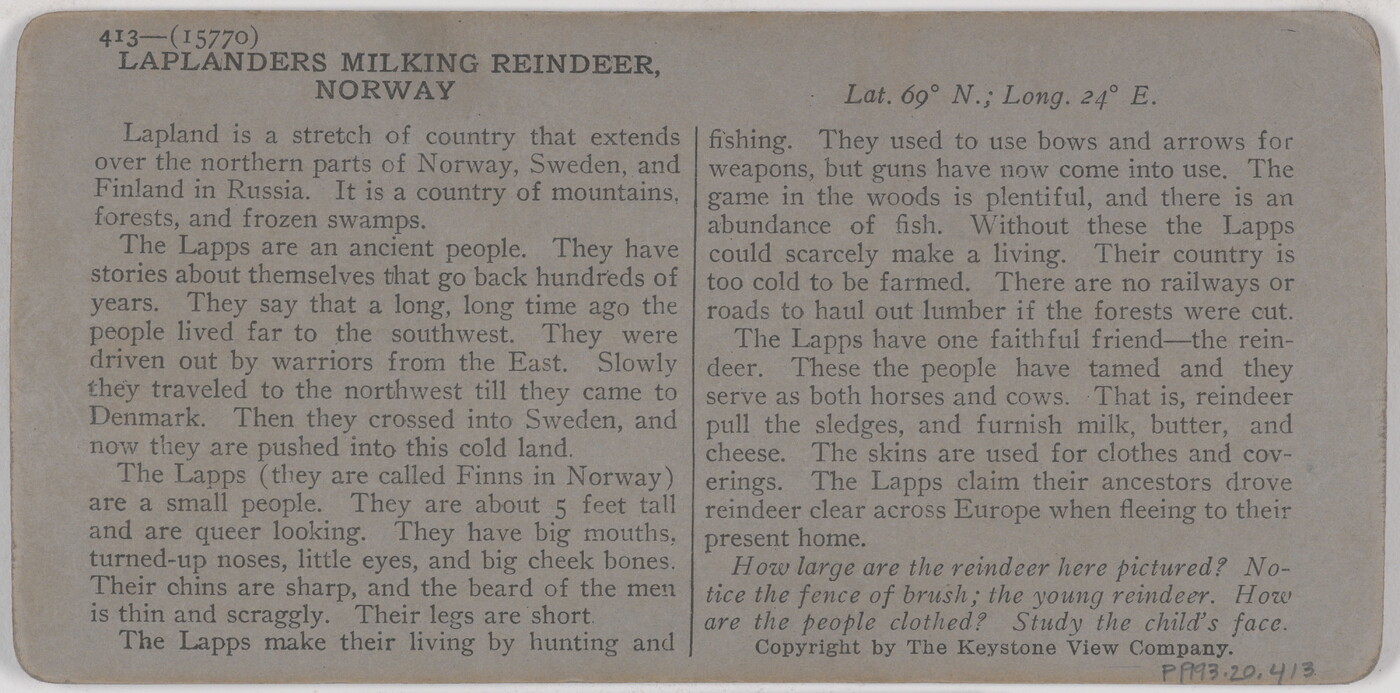 413—(15770)
LAPLANDERS MILKING REINDEER,
NORWAY
Lat. 69° N.; Long. 24° E.
Lapland is a stretch of country that extends
over the northern parts of Norway, Sweden, and
Finland in Russia. It is a country of mountains,
forests, and frozen swamps.
The Lapps are an ancient people. They have
stories about themselves that go back hundreds of
years. They say that a long, long time ago the
people lived far to the southwest. They were
driven out by warriors from the East. Slowly
they traveled to the northwest till they came to
Denmark. Then they crossed into Sweden, and
now they are pushed into this cold land.
The Lapps (they are called Finns in Norway)
are a small people. They are about 5 feet tall
and are queer looking. They have big mouths,
turned-up noses, little eyes, and big cheek bones.
Their chins are sharp, and the beard of the men
is thin and scraggly. Their legs are short.
The Lapps make their living by hunting and
fishing. They used to use bows and arrows for
weapons, but guns have now come into use. The
game in the woods is plentiful, and there is an
abundance of fish. Without these the Lapps
could scarcely make a living. Their country is
too cold to be farmed. There are no railways or
roads to haul out lumber if the forests were cut.
The Lapps have one faithful friend—the rein-
deer. These the people have tamed and they
serve as both horses and cows. That is, reindeer
pull the sledges, and furnish milk, butter, and
cheese. The skins are used for clothes and cov-
erings. The Lapps claim their ancestors drove
reindeer clear across Europe when fleeing to their
present home.
How large are the reindeer here pictured? No-
tice the fence of brush; the young reindeer. How
are the people clothed? Study the child's face.
Copyright by The Keystone View Company.
P1993.20.413